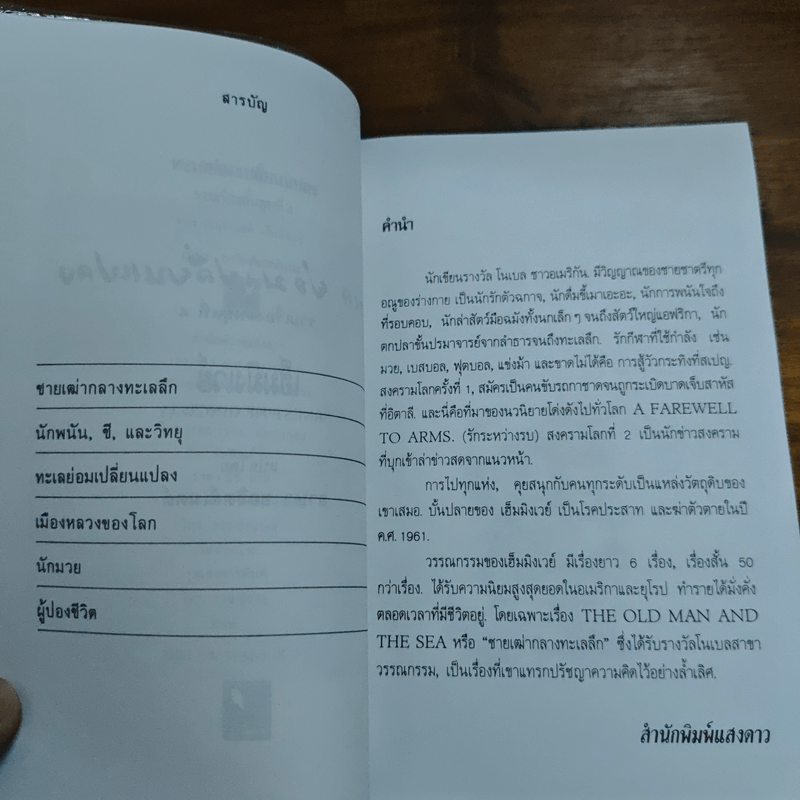 สารบัญ
ชายเฒ่ากลางทะเลลึก
นักพนัน, ชี, และวิทยุ
ทะเลย่อมเปลี่ยนแปลง
เมืองหลวงของโลก
นักมวย
ผู้ปองชีวิต
คำนำ
นักเขียนรางวัล โนเบล ชาวอเมริกัน. มีวิญญาณของชายชาตรีทุก
อณูของร่างกาย เป็นนักรักตัวฉกาจ, นักดื่มขี้เมาเอะอะ, นักการพนันใจถึง
ที่รอบคอบ, นักล่าสัตว์มือฉมังทั้งนกเล็ก ๆ จนถึงสัตว์ใหญ่แอฟริกา, นัก
ตกปลาชั้นปรมาจารย์จากลำธารจนถึงทะเลลึก. รักกีฬาที่ใช้กำลัง เช่น
มวย, เบสบอล, ฟุตบอล, แข่งม้า และขาดไม่ได้คือ การสู้วัวกระทิงที่สเปญ.
สงครามโลกครั้งที่ 1, สมัครเป็นคนขับรถกาชาดจนถูกระเบิดบาดเจ็บสาหัส
ที่อิตาลี. และนี่คือที่มาของนวนิยายโด่งดังไปทั่วโลก A FAREWELL
TO ARMS. (รักระหว่างรบ) สงครามโลกที่ 2 เป็นนักข่าวสงคราม
ที่บุกเข้าล่าข่าวสดจากแนวหน้า.
การไปทุกแห่ง, คุยสนุกกับคนทุกระดับเป็นแหล่งวัตถุดิบของ
เขาเสมอ. บั้นปลายของ เฮ็มมิงเวย์ เป็นโรคประสาท และฆ่าตัวตายในปี
ค.ศ. 1961.
วรรณกรรมของเฮ็มมิงเวย์ มีเรื่องยาว 6 เรื่อง, เรื่องสั้น 50
กว่าเรื่อง. ได้รับความนิยมสูงสุดยอดในอเมริกาและยุโรป ทำรายได้มั่งคั่ง
ตลอดเวลาที่มีชีวิตอยู่. โดยเฉพาะเรื่อง THE OLD MAN AND
THE SEA หรือ “ชายเฒ่ากลางทะเลลึก” ซึ่งได้รับรางวัลโนเบลสาขา
วรรณกรรม, เป็นเรื่องที่เขาแทรกปรัชญาความคิดไว้อย่างล้ำเลิศ.
สำนักพิมพ์แสงดาว